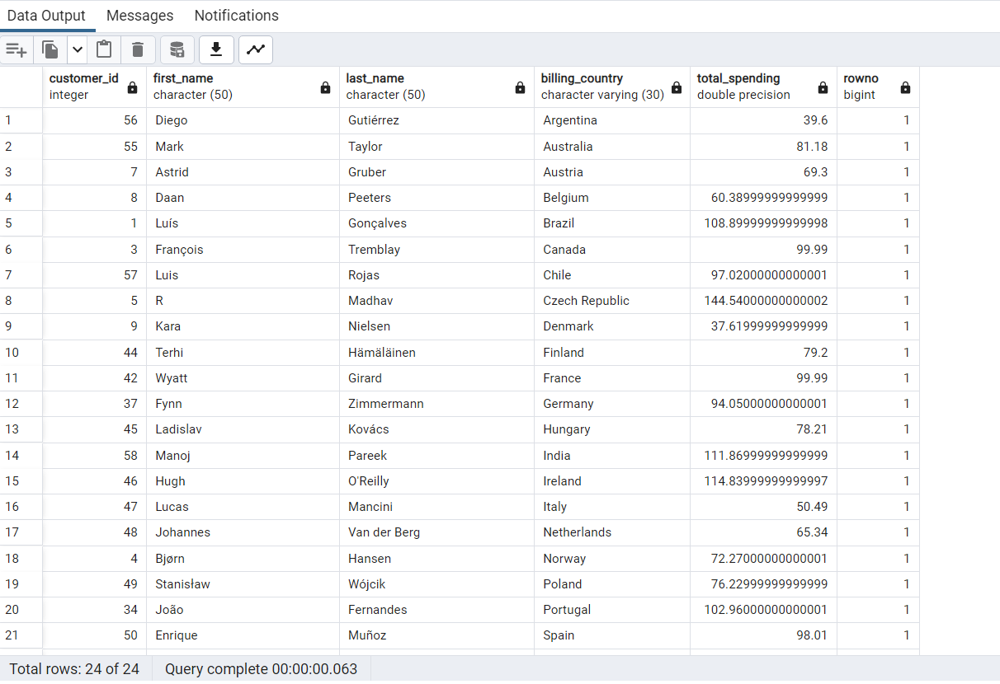 Data Output Messages Notifications
customer_id first_name last_name billing_country total_spending rowno
integer character (50) character (50) character varying (30) double precision bigint
1 56 Diego Gutiérrez Argentina 39.6 1
2 55 Mark Taylor Australia 81.18 1
3 7 Astrid Gruber Austria 69.3 1
4 8 Daan Peeters Belgium 60.38999999999999 1
5 1 Luís Gonçalves Brazil 108.89999999999998 1
6 3 François Tremblay Canada 99.99 1
7 57 Luis Rojas Chile 97.02000000000001 1
8 5 R Madhav Czech Republic 144.54000000000002 1
9 9 Kara Nielsen Denmark 37.61999999999999 1
10 44 Terhi Hämäläinen Finland 79.2 1
11 42 Wyatt Girard France 99.99 1
12 37 Fynn Zimmermann Germany 94.05000000000001 1
13 45 Ladislav Kovács Hungary 78.21 1
14 58 Manoj Pareek India 111.86999999999999 1
15 46 Hugh O'Reilly Ireland 114.83999999999997 1
16 47 Lucas Mancini Italy 50.49 1
17 48 Johannes Van der Berg Netherlands 65.34 1
18 4 Bjørn Hansen Norway 72.27000000000001 1
19 49 Stanisław Wójcik Poland 76.22999999999999 1
20 34 João Fernandes Portugal 102.96000000000001 1
21 50 Enrique Muñoz Spain 98.01 1
Total rows: 24 of 24 Query complete 00:00:00.063